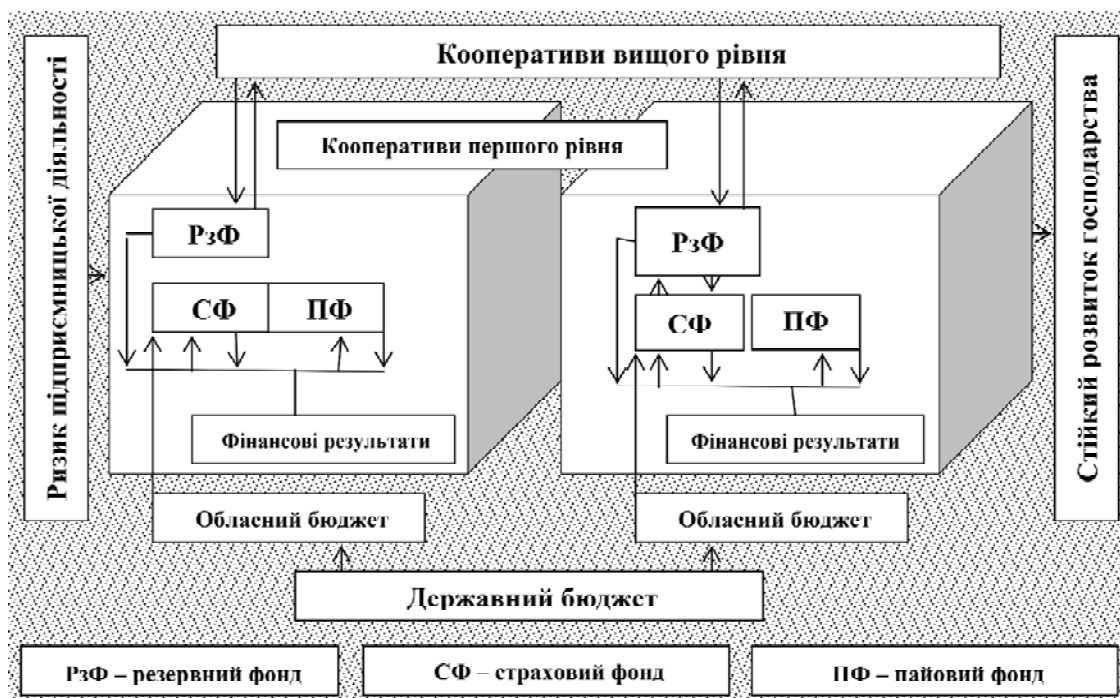 Кооперативи вищого рівня
Ризик підприємницької діяльності
Стійкий розвиток господарства
Кооперативи першого рівня
РзФ
СФ
ПФ
Фінансові результати
РзФ
СФ
ПФ
Фінансові результати
Обласний бюджет
Обласний бюджет
Державний бюджет
РзФ – резервний фонд
СФ – страховий фонд
ПФ – пайовий фонд